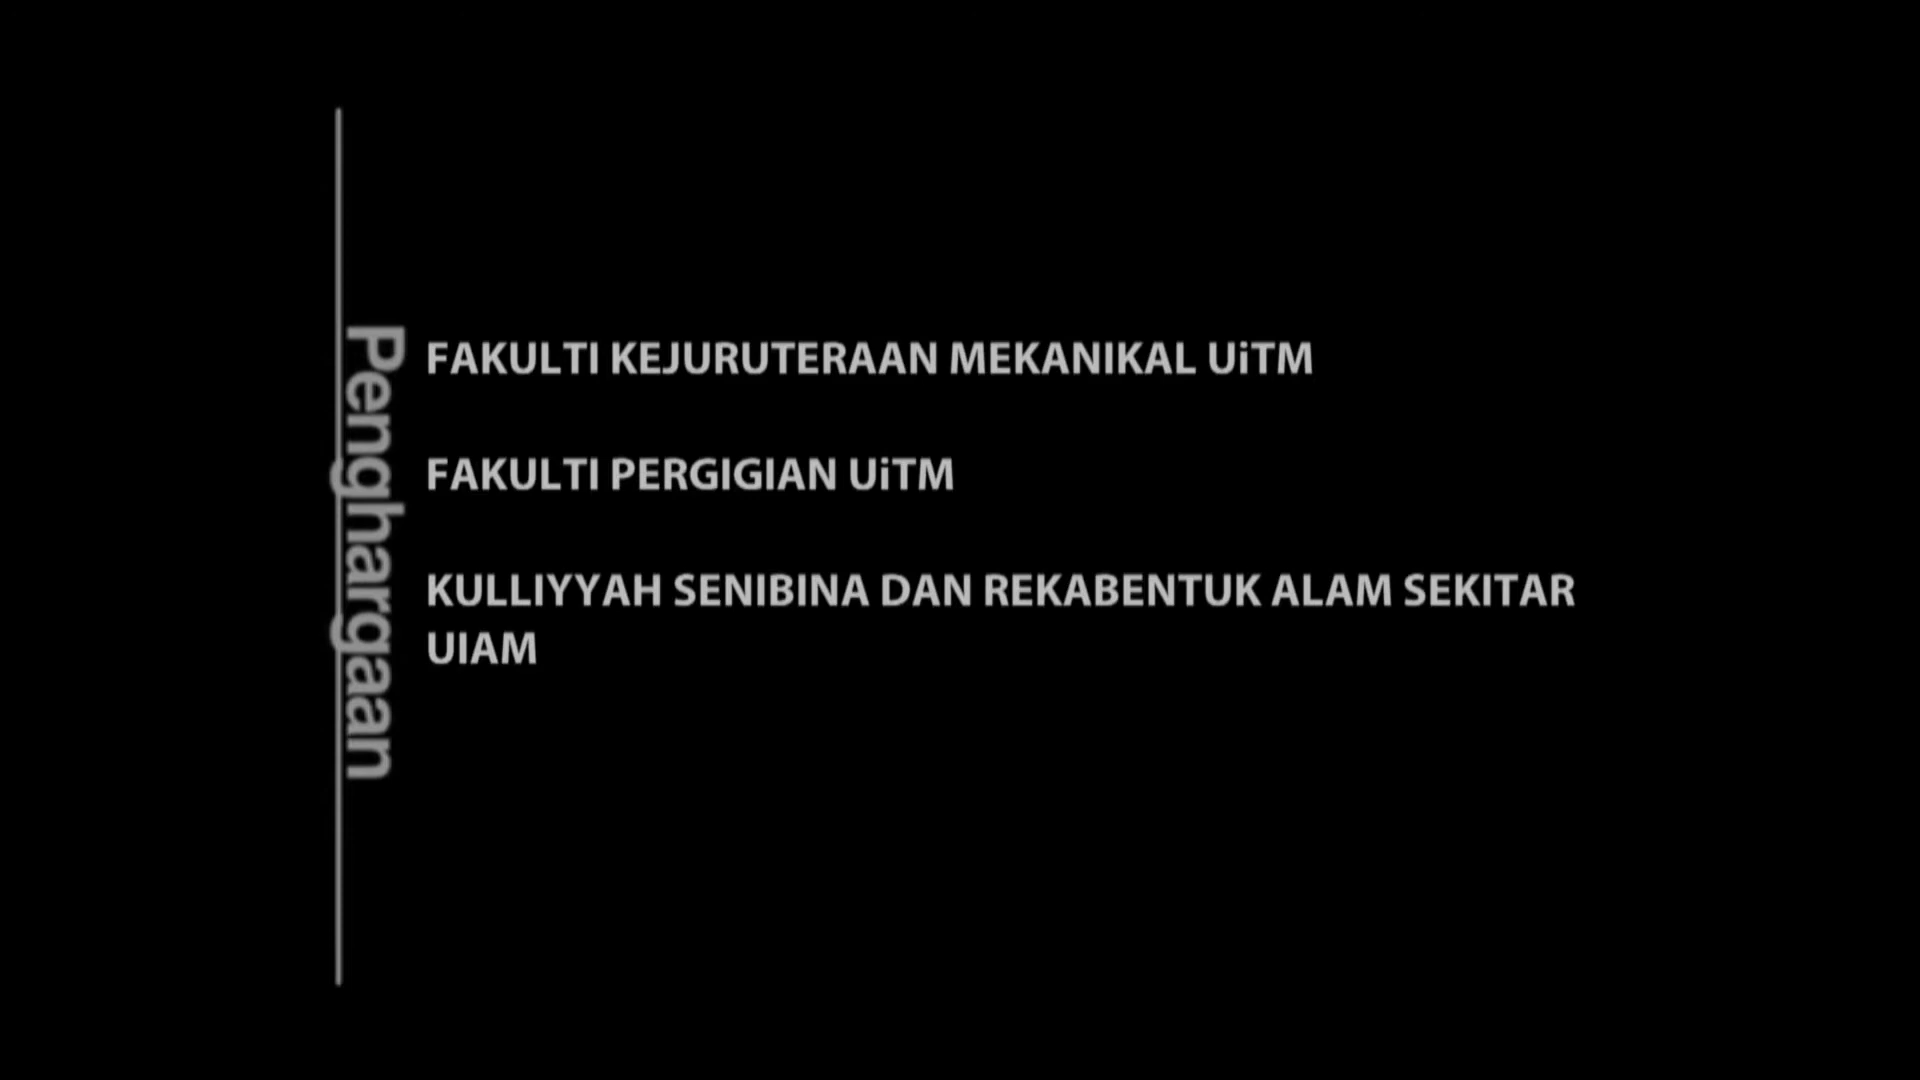 Penghargaan
FAKULTI KEJURUTERAAN MEKANIKAL UiTM
FAKULTI PERGIGIAN UiTM
KULLIYYAH SENIBINA DAN REKABENTUK ALAM SEKITAR
UIAM